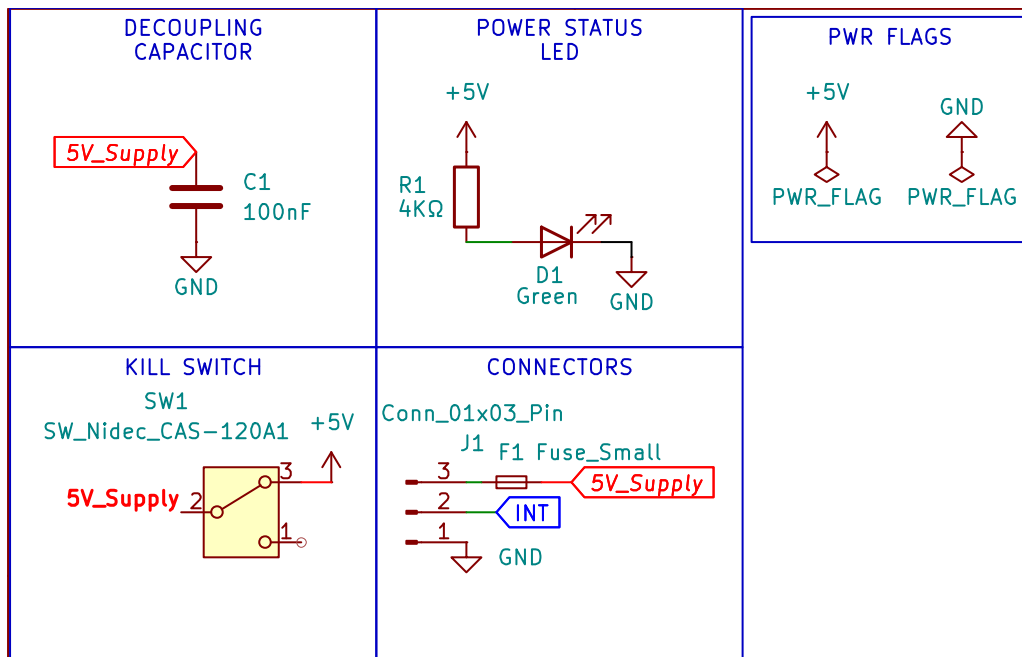 DECOUPLING
CAPACITOR
5V_Supply
C1
100nF
GND
POWER STATUS
LED
+5V
R1
4KΩ
D1
Green
GND
PWR FLAGS
+5V
GND
PWR_FLAG
PWR_FLAG
KILL SWITCH
SW1
SW_Nidec_CAS-120A1
+5V
3
5V_Supply
2
1
CONNECTORS
Conn_01x03_Pin
J1
F1 Fuse_Small
3
5V_Supply
2
INT
1
GND